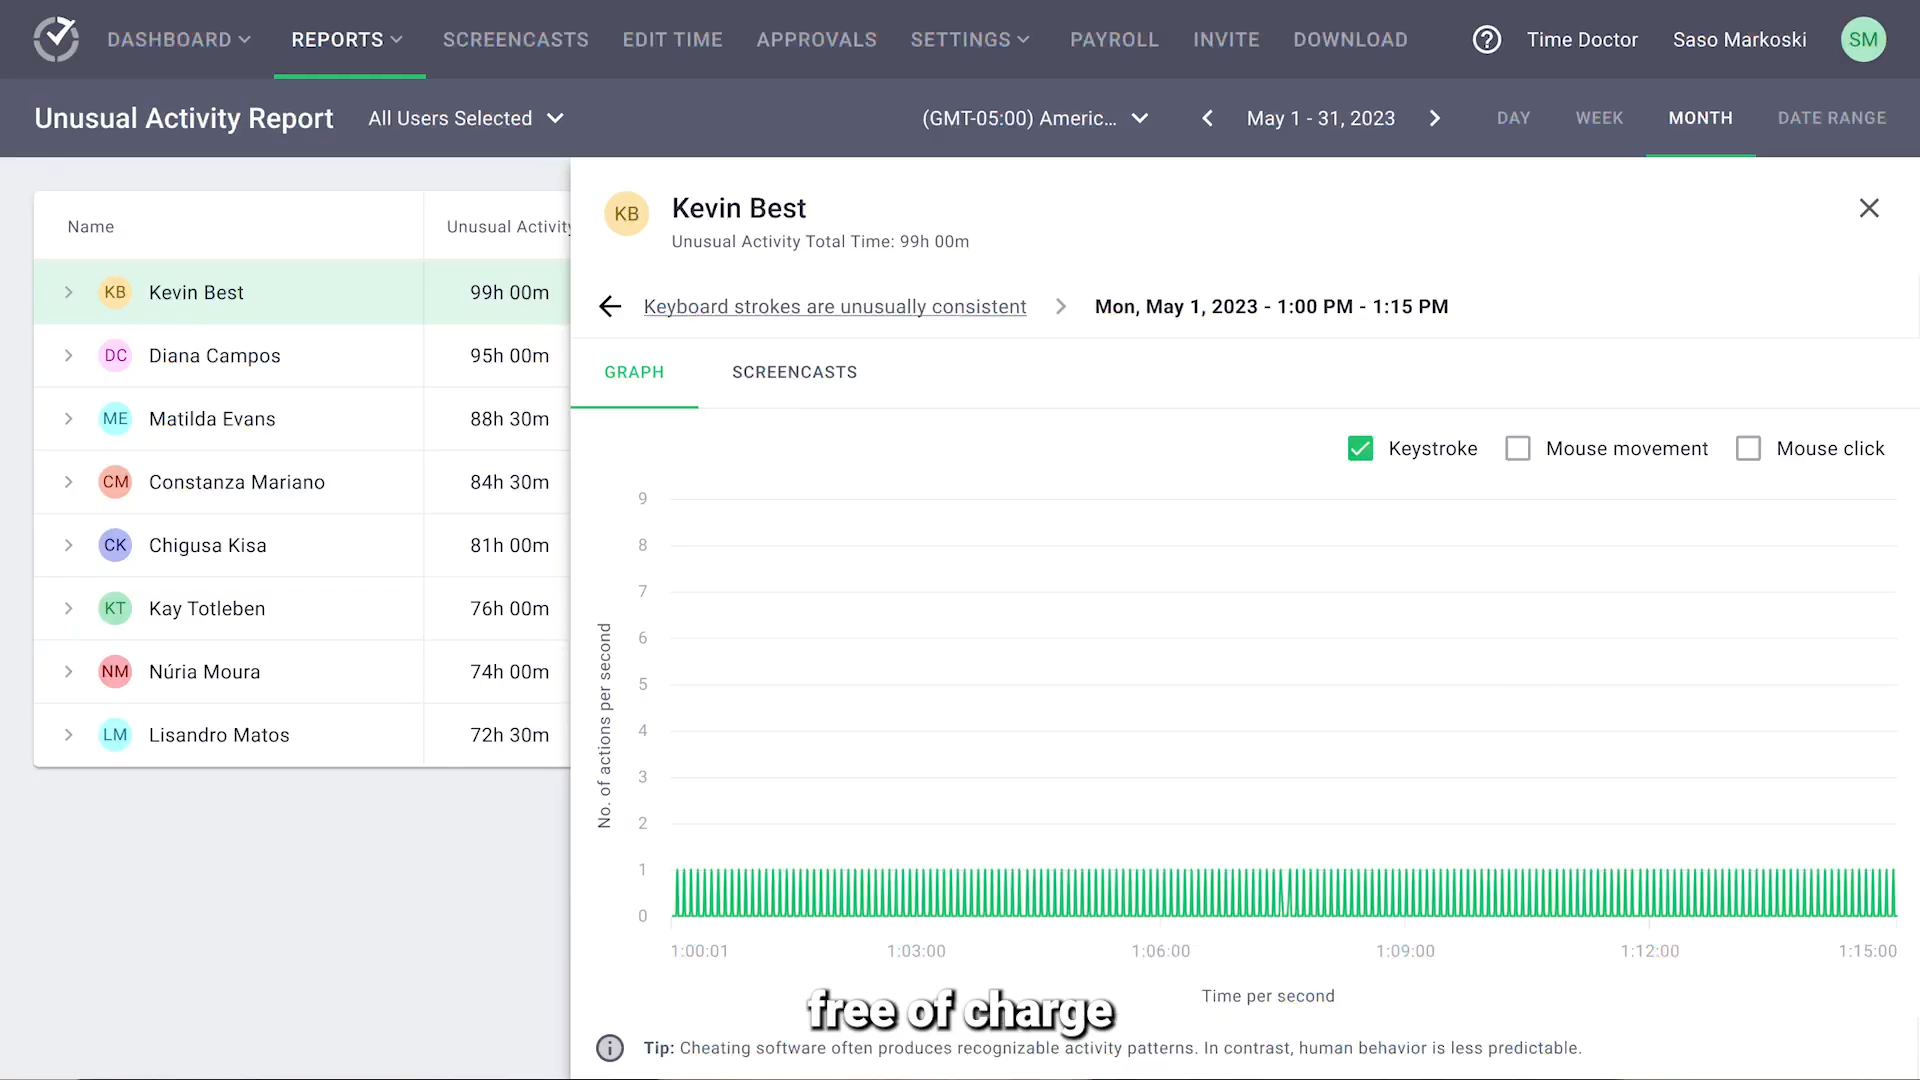 DASHBOARD REPORTS SCREENCASTS EDIT TIME APPROVALS SETTINGS PAYROLL INVITE DOWNLOAD ? Time Doctor Saso Markoski SM
Unusual Activity Report All Users Selected (GMT-05:00) Americ... May 1 - 31, 2023 DAY WEEK MONTH DATE RANGE
Name Unusual Activity
KB Kevin Best 99h 00m
DC Diana Campos 95h 00m
ME Matilda Evans 88h 30m
CM Constanza Mariano 84h 30m
CK Chigusa Kisa 81h 00m
KT Kay Totleben 76h 00m
NM Núria Moura 74h 00m
LM Lisandro Matos 72h 30m
KB Kevin Best
Unusual Activity Total Time: 99h 00m
Keyboard strokes are unusually consistent Mon, May 1, 2023 - 1:00 PM - 1:15 PM
GRAPH SCREENCASTS
Keystroke Mouse movement Mouse click
No. of actions per second
9
8
7
6
5
4
3
2
1
0
1:00:01 1:03:00 1:06:00 1:09:00 1:12:00 1:15:00
Time per second
free of charge
Tip: Cheating software often produces recognizable activity patterns. In contrast, human behavior is less predictable.